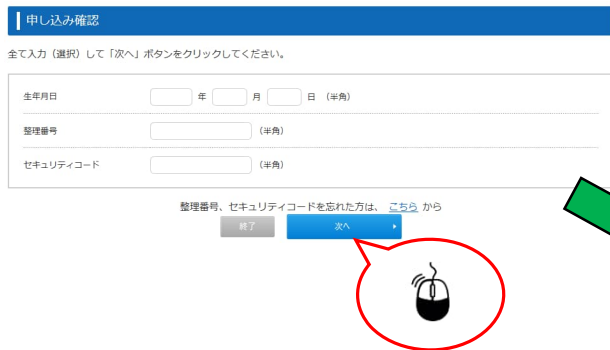 申し込み確認
全て入力（選択）して「次へ」ボタンをクリックしてください。
生年月日 年 月 日 （半角）
整理番号 （半角）
セキュリティコード （半角）
整理番号、セキュリティコードを忘れた方は、 こちら から
終了 次へ